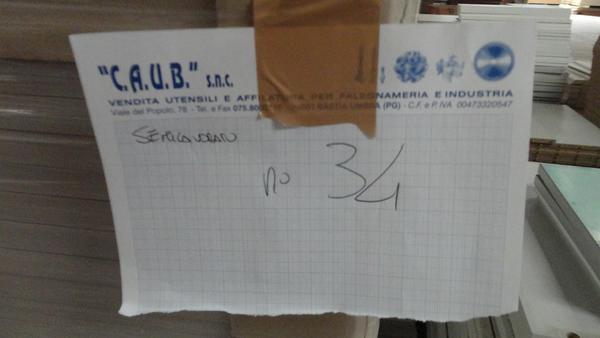 "C.A.U.B." s.n.c.
VENDITA UTENSILI E AFFILATURA PER FALEGNAMERIA E INDUSTRIA
Viale del Popolo, 78 - Tel. e Fax 075.800 BASTIA UMBRA (PG) - C.F. e P. IVA 00473320547
SEMILAVORATO
no 34